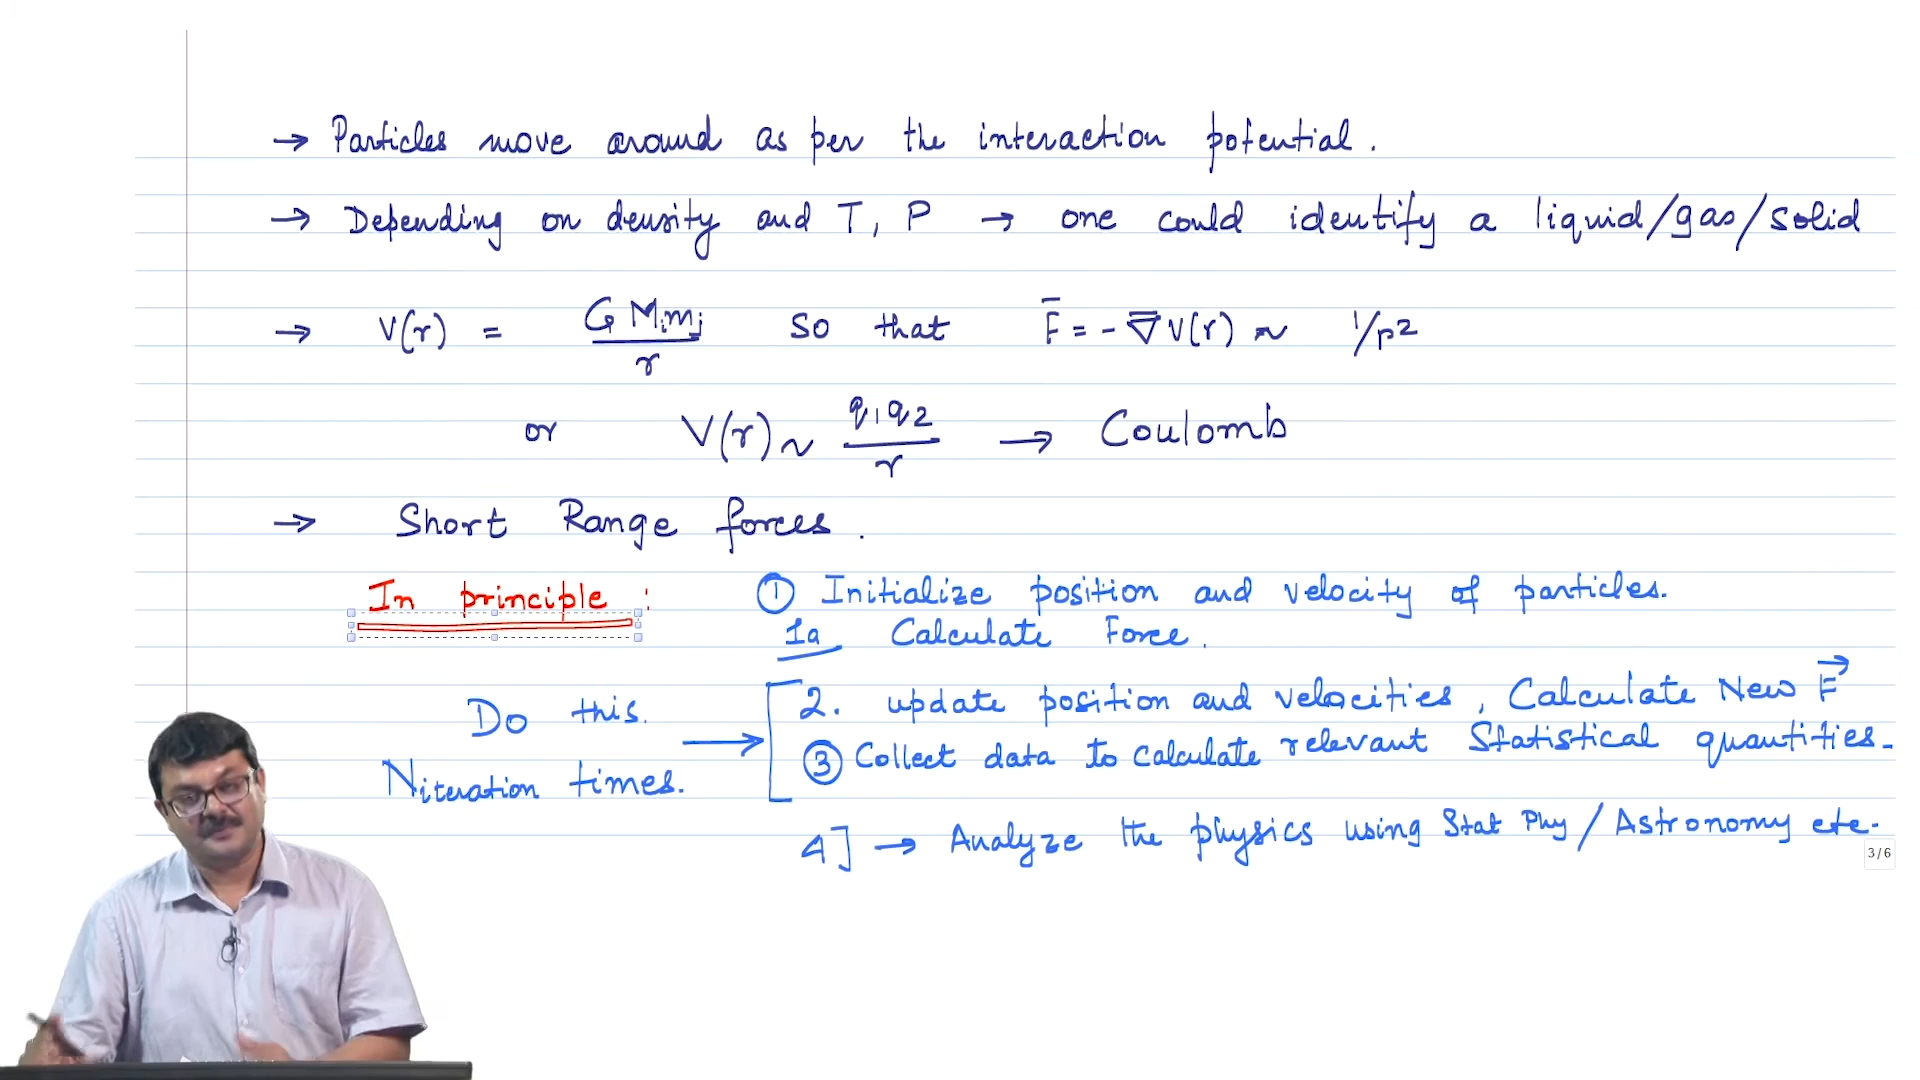 → Particles move around as per the interaction potential.
→ Depending on density and T, P → one could identify a liquid/gas/solid
→ V(r) = G MiMj / r so that F̄ = - ∇̄ V(r) ~ 1/r2
or V(r) ~ q1q2 / r → Coulomb
→ Short Range forces.
In principle :
① Initialize position and velocity of particles.
1a Calculate Force.
Do this
Niteration times.
→
2. update position and velocities, Calculate New F⃗
③ Collect data to calculate relevant Statistical quantities.
4] → Analyze the physics using Stat Phy / Astronomy etc.
3/6